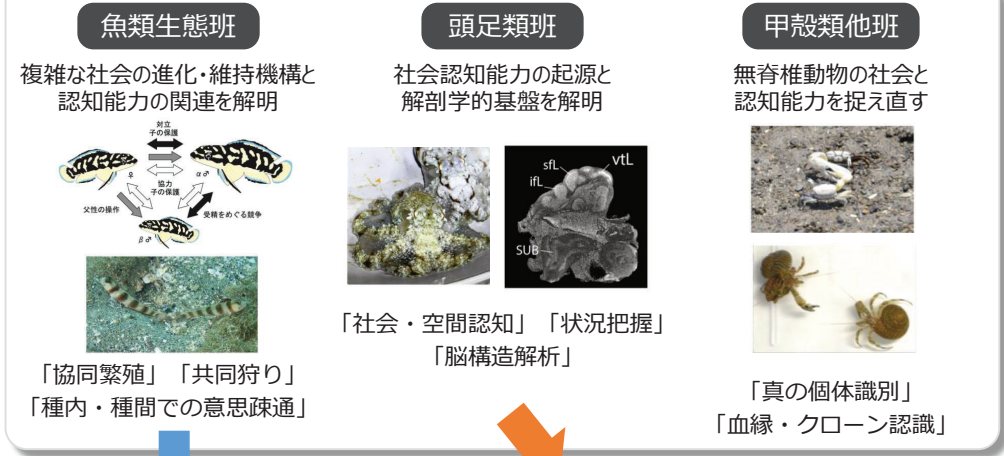 魚類生態班
複雑な社会の進化・維持機構と
認知能力の関連を解明
対立
子の保護
♀
α♂
協力
子の保護
父性の操作
受精をめぐる競争
β♂
「協同繁殖」「共同狩り」
「種内・種間での意思疎通」
頭足類班
社会認知能力の起源と
解剖学的基盤を解明
sfL
vtL
ifL
SUB
「社会・空間認知」「状況把握」
「脳構造解析」
甲殻類他班
無脊椎動物の社会と
認知能力を捉え直す
「真の個体識別」
「血縁・クローン認識」